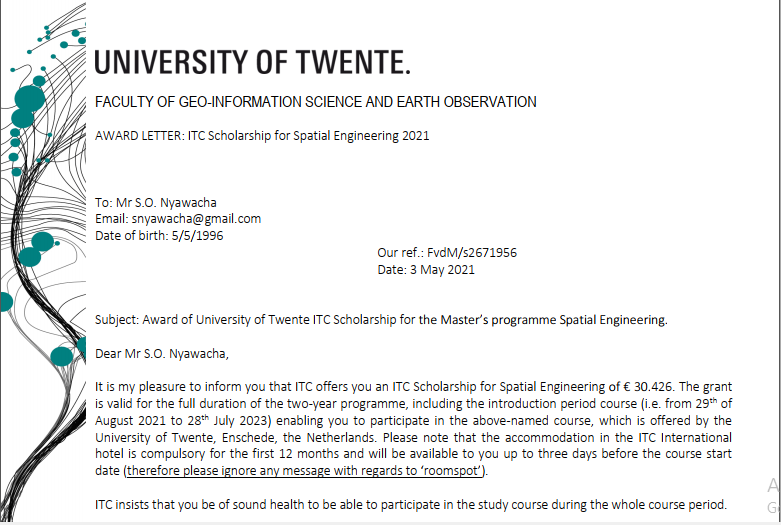 UNIVERSITY OF TWENTE.
FACULTY OF GEO-INFORMATION SCIENCE AND EARTH OBSERVATION
AWARD LETTER: ITC Scholarship for Spatial Engineering 2021
To: Mr S.O. Nyawacha
Email: snyawacha@gmail.com
Date of birth: 5/5/1996
Our ref.: FvdM/s2671956
Date: 3 May 2021
Subject: Award of University of Twente ITC Scholarship for the Master's programme Spatial Engineering.
Dear Mr S.O. Nyawacha,
It is my pleasure to inform you that ITC offers you an ITC Scholarship for Spatial Engineering of € 30.426. The grant
is valid for the full duration of the two-year programme, including the introduction period course (i.e. from 29th of
August 2021 to 28th July 2023) enabling you to participate in the above-named course, which is offered by the
University of Twente, Enschede, the Netherlands. Please note that the accommodation in the ITC International
hotel is compulsory for the first 12 months and will be available to you up to three days before the course start
date (therefore please ignore any message with regards to 'roomspot').
ITC insists that you be of sound health to be able to participate in the study course during the whole course period.